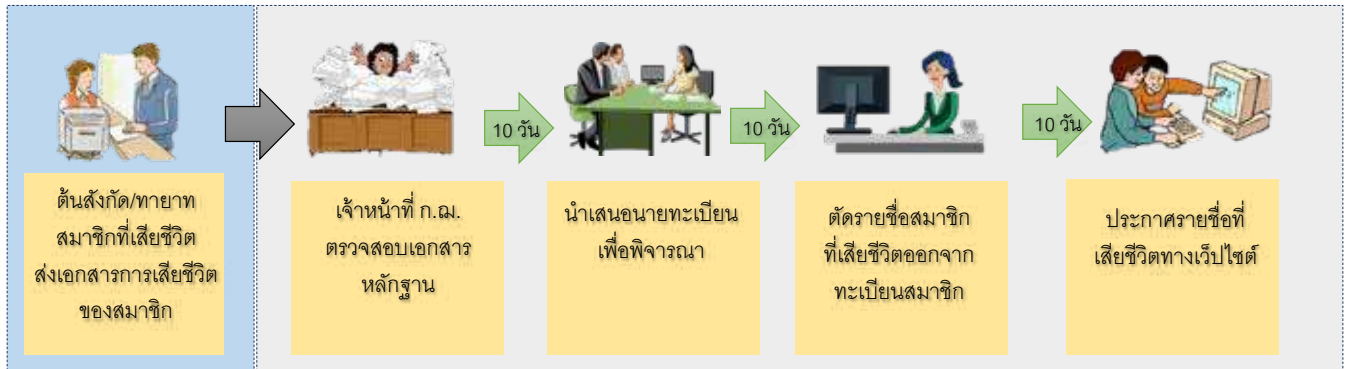 10 วัน
10 วัน
10 วัน
ต้นสังกัด/ทายาท
สมาชิกที่เสียชีวิต
ส่งเอกสารการเสียชีวิต
ของสมาชิก
เจ้าหน้าที่ ก.ฌ.
ตรวจสอบเอกสาร
หลักฐาน
นำเสนอนายทะเบียน
เพื่อพิจารณา
ตัดรายชื่อสมาชิก
ที่เสียชีวิตออกจาก
ทะเบียนสมาชิก
ประกาศรายชื่อที่
เสียชีวิตทางเว็ปไซต์